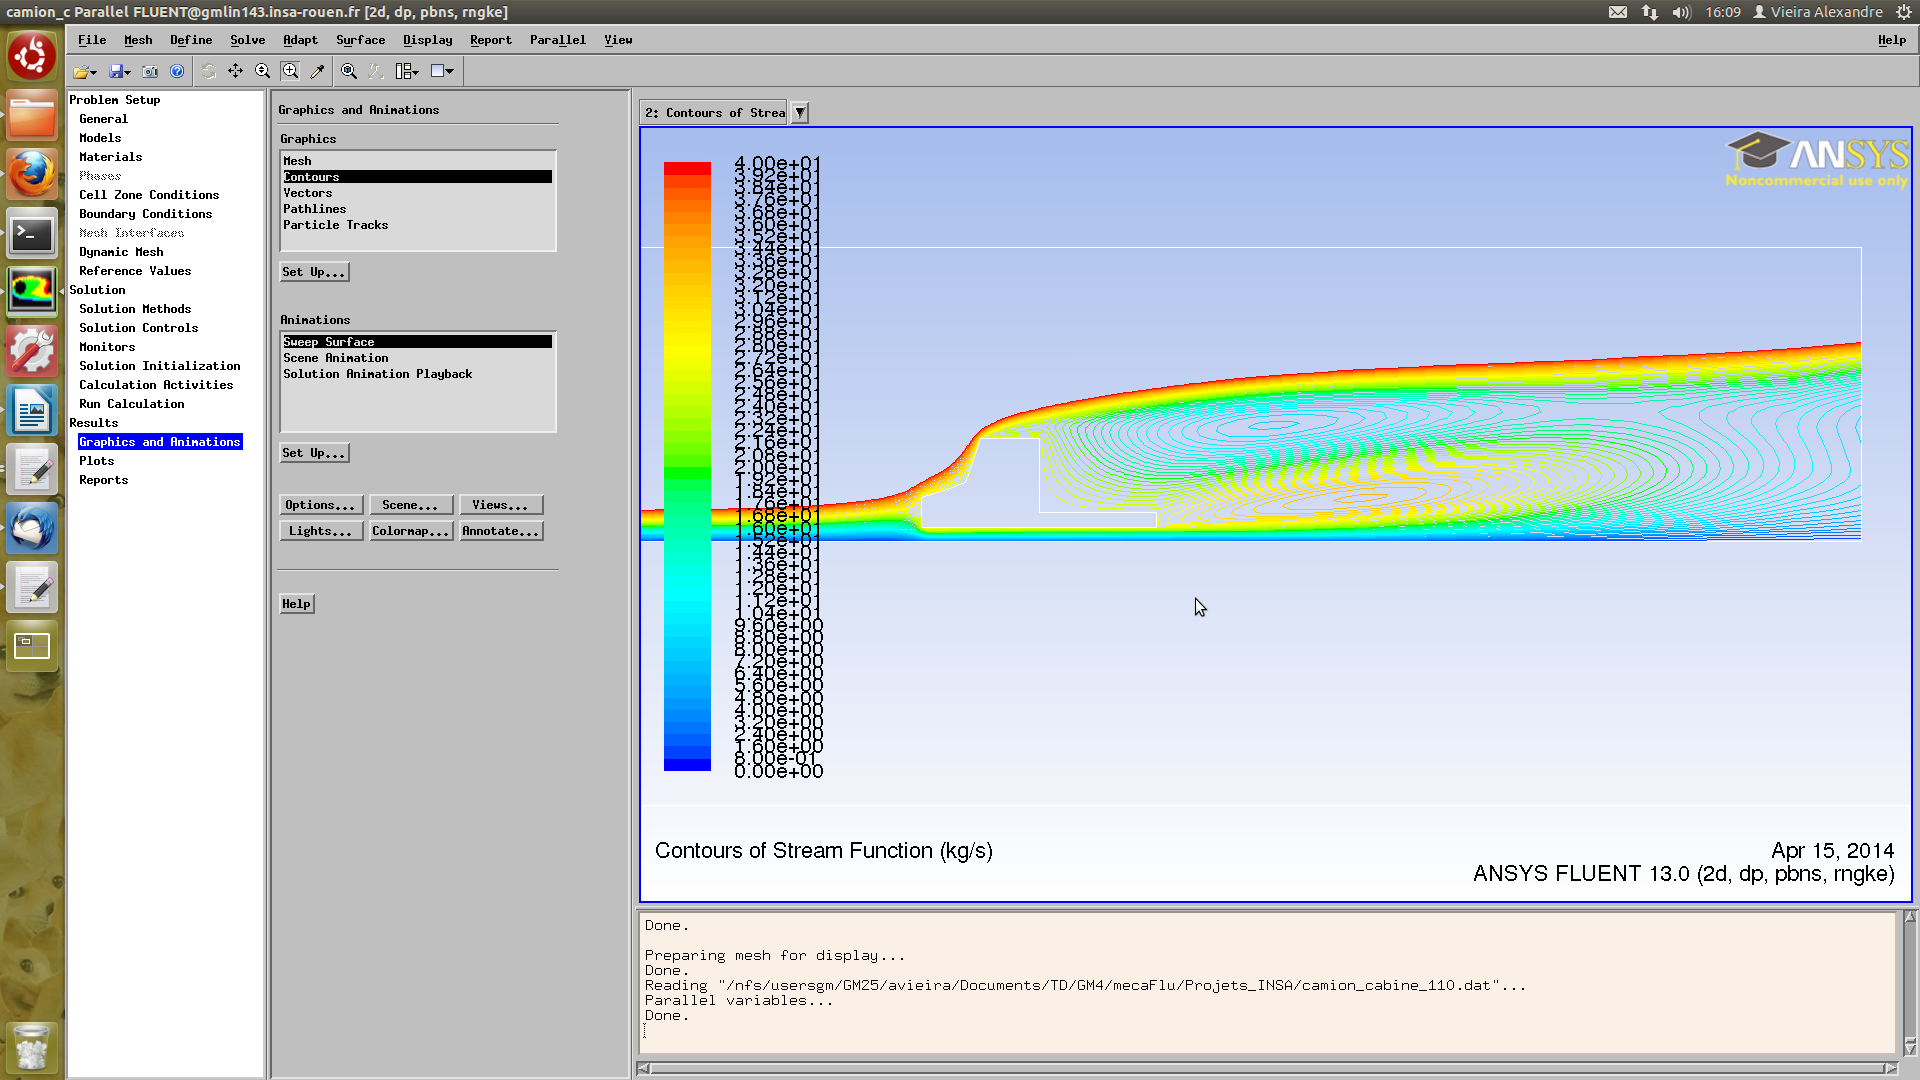 camion_c Parallel FLUENT@gmlin143.insa-rouen.fr [2d, dp, pbns, rngke]
16:09
Vieira Alexandre
File Mesh Define Solve Adapt Surface Display Report Parallel View
Help
Problem Setup
General
Models
Materials
Phases
Cell Zone Conditions
Boundary Conditions
Mesh Interfaces
Dynamic Mesh
Reference Values
Solution
Solution Methods
Solution Controls
Monitors
Solution Initialization
Calculation Activities
Run Calculation
Results
Graphics and Animations
Plots
Reports
Graphics and Animations
Graphics
Mesh
Contours
Vectors
Pathlines
Particle Tracks
Set Up...
Animations
Sweep Surface
Scene Animation
Solution Animation Playback
Set Up...
Options... Scene... Views...
Lights... Colormap... Annotate...
Help
2: Contours of Strea
ANSYS
Noncommercial use only
4.00e+01
3.92e+01
3.84e+01
3.76e+01
3.68e+01
3.60e+01
3.52e+01
3.44e+01
3.36e+01
3.28e+01
3.20e+01
3.12e+01
3.04e+01
2.96e+01
2.88e+01
2.80e+01
2.72e+01
2.64e+01
2.56e+01
2.48e+01
2.40e+01
2.32e+01
2.24e+01
2.16e+01
2.08e+01
2.00e+01
1.92e+01
1.84e+01
1.76e+01
1.68e+01
1.60e+01
1.52e+01
1.44e+01
1.36e+01
1.28e+01
1.20e+01
1.12e+01
1.04e+01
9.60e+00
8.80e+00
8.00e+00
7.20e+00
6.40e+00
5.60e+00
4.80e+00
4.00e+00
3.20e+00
2.40e+00
1.60e+00
8.00e-01
0.00e+00
Contours of Stream Function (kg/s)
Apr 15, 2014
ANSYS FLUENT 13.0 (2d, dp, pbns, rngke)
Done.
Preparing mesh for display...
Done.
Reading "/nfs/usersgm/GM25/avieira/Documents/TD/GM4/mecaFlu/Projets_INSA/camion_cabine_110.dat"...
Parallel variables...
Done.